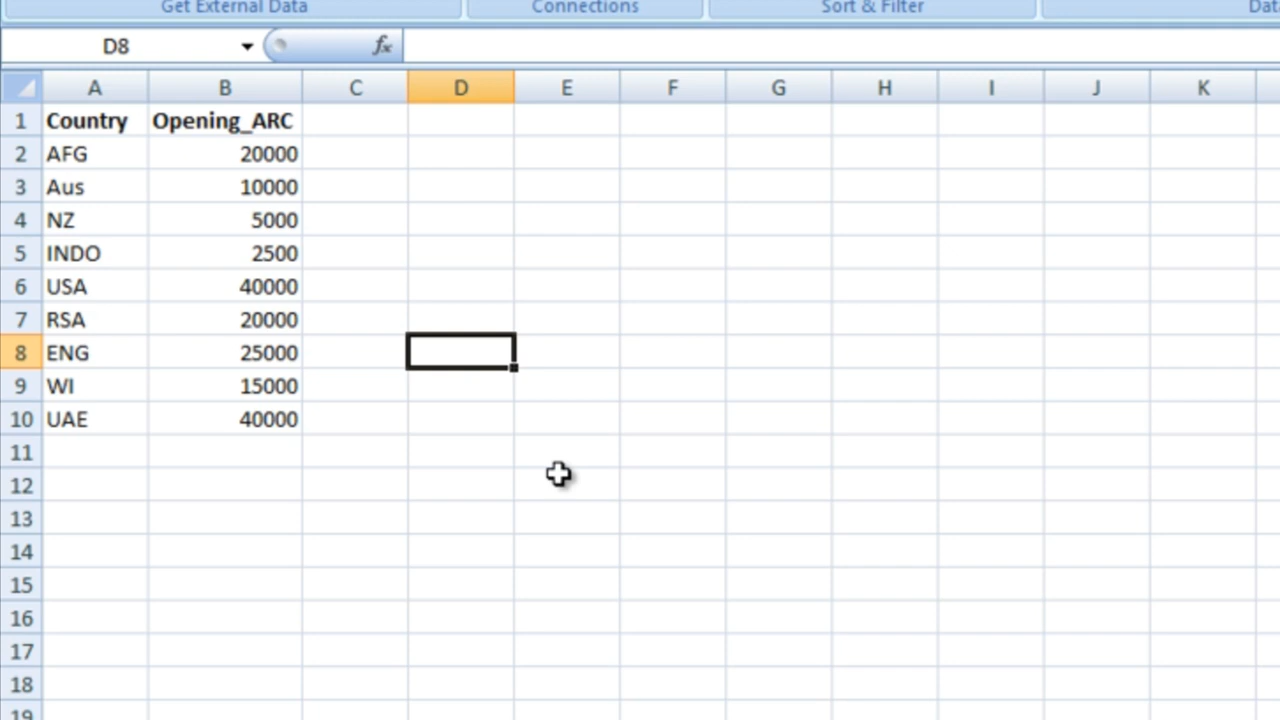 Get External Data Connections Sort & Filter
D8 fx
A B C D E F G H I J K
1 Country Opening_ARC
2 AFG 20000
3 Aus 10000
4 NZ 5000
5 INDO 2500
6 USA 40000
7 RSA 20000
8 ENG 25000
9 WI 15000
10 UAE 40000
11
12
13
14
15
16
17
18
19